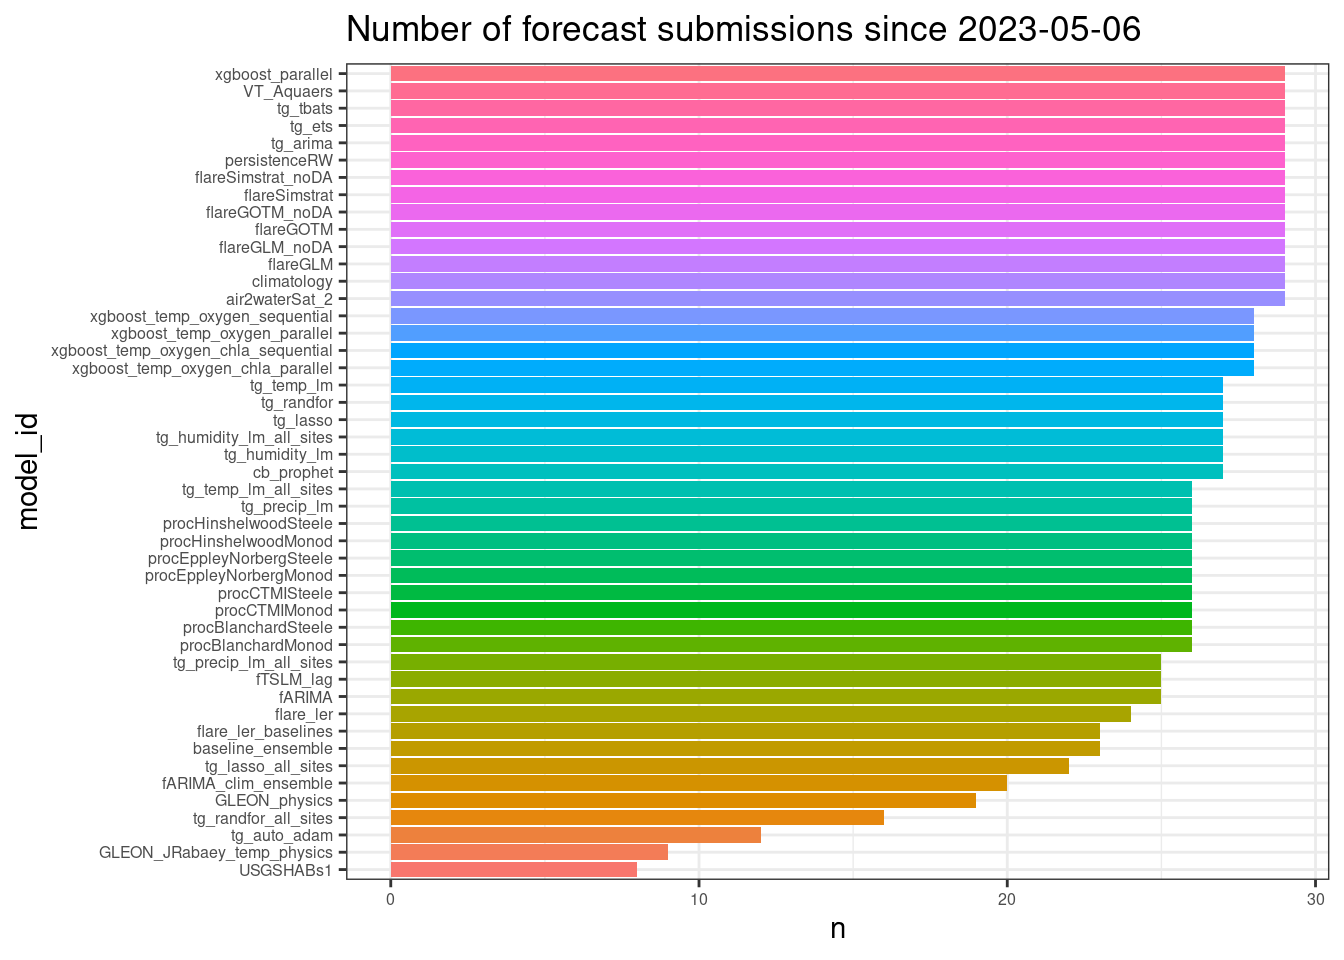 Number of forecast submissions since 2023-05-06
xgboost_parallel
VT_Aquaers
tg_tbats
tg_ets
tg_arima
persistenceRW
flareSimstrat_noDA
flareSimstrat
flareGOTM_noDA
flareGOTM
flareGLM_noDA
flareGLM
climatology
air2waterSat_2
xgboost_temp_oxygen_sequential
xgboost_temp_oxygen_parallel
xgboost_temp_oxygen_chla_sequential
xgboost_temp_oxygen_chla_parallel
tg_temp_lm
tg_randfor
tg_lasso
tg_humidity_lm_all_sites
tg_humidity_lm
cb_prophet
tg_temp_lm_all_sites
tg_precip_lm
procHinshelwoodSteele
procHinshelwoodMonod
procEppleyNorbergSteele
procEppleyNorbergMonod
procCTMISteele
procCTMIMonod
procBlanchardSteele
procBlanchardMonod
tg_precip_lm_all_sites
fTSLM_lag
fARIMA
flare_ler
flare_ler_baselines
baseline_ensemble
tg_lasso_all_sites
fARIMA_clim_ensemble
GLEON_physics
tg_randfor_all_sites
tg_auto_adam
GLEON_JRabaey_temp_physics
USGSHABs1
model_id
0 10 20 30
n